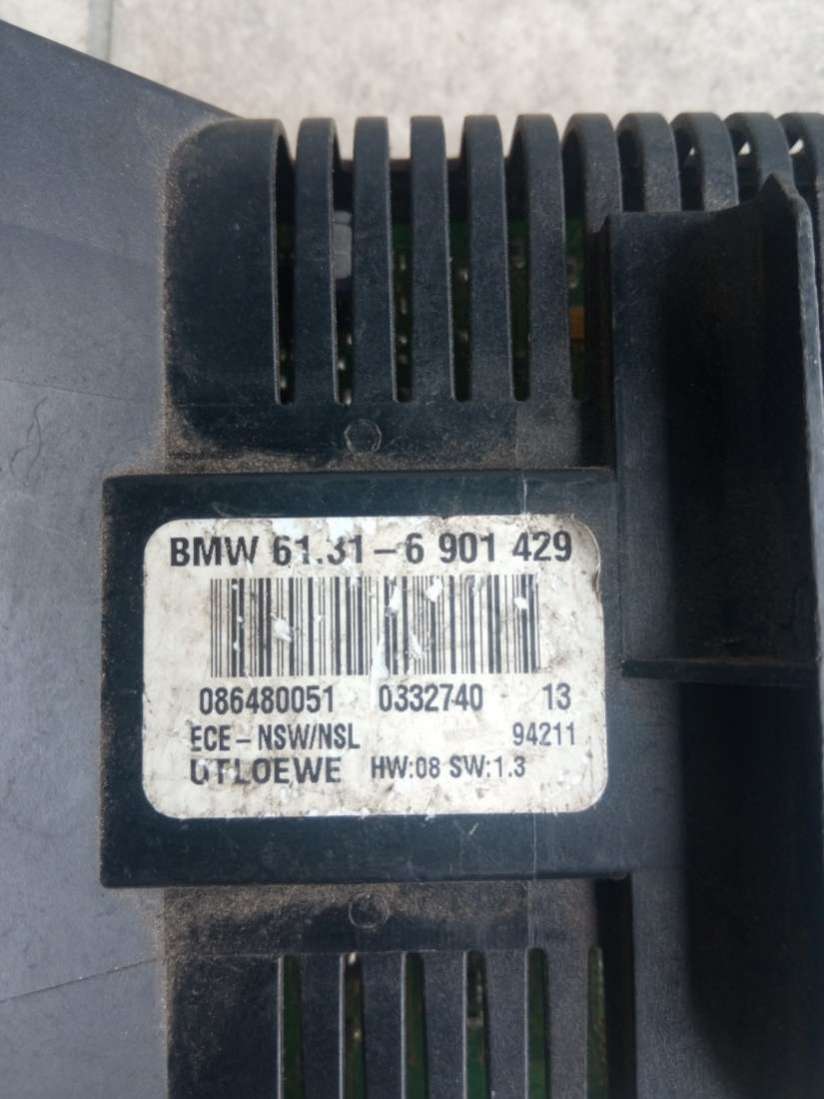 BMW 61.31-6 901 429
086480051 0332740 13
ECE-NSW/NSL 94211
UTLOEWE HW:08 SW:1.3